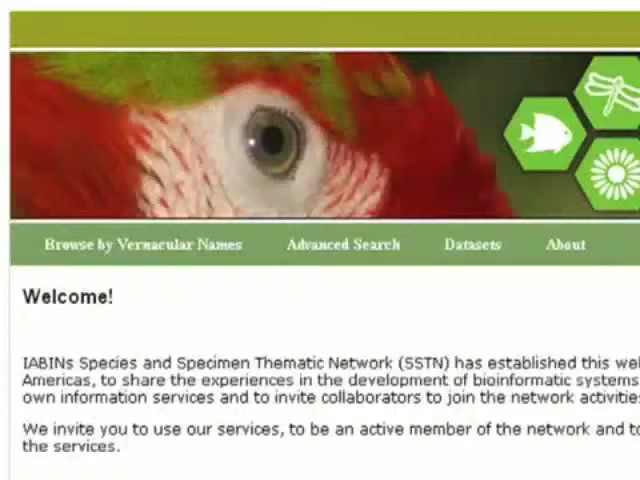 Browse by Vernacular Names Advanced Search Datasets About
Welcome!
IABINs Species and Specimen Thematic Network (SSTN) has established this
Americas, to share the experiences in the development of bioinformatic systems
own information services and to invite collaborators to join the network activities
We invite you to use our services, to be an active member of the network and to
the services.